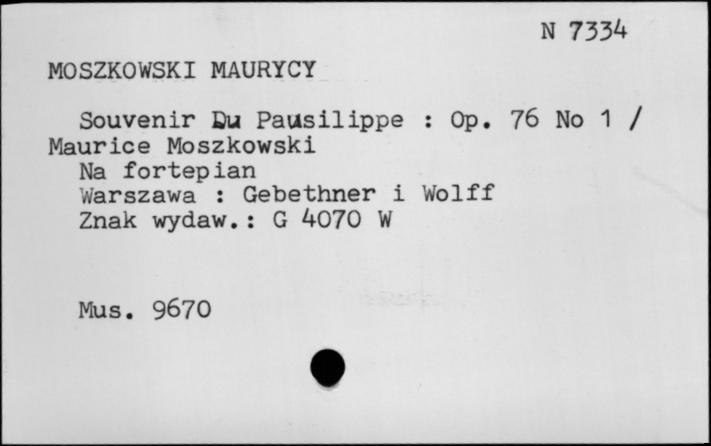 N 7334
MOSZKOWSKI MAURYCY
Souvenir Du Pausilippe : Op. 76 No 1 /
Maurice Moszkowski
Na fortepian
Warszawa : Gebethner i Wolff
Znak wydaw.: G 4070 W
Mus. 9670